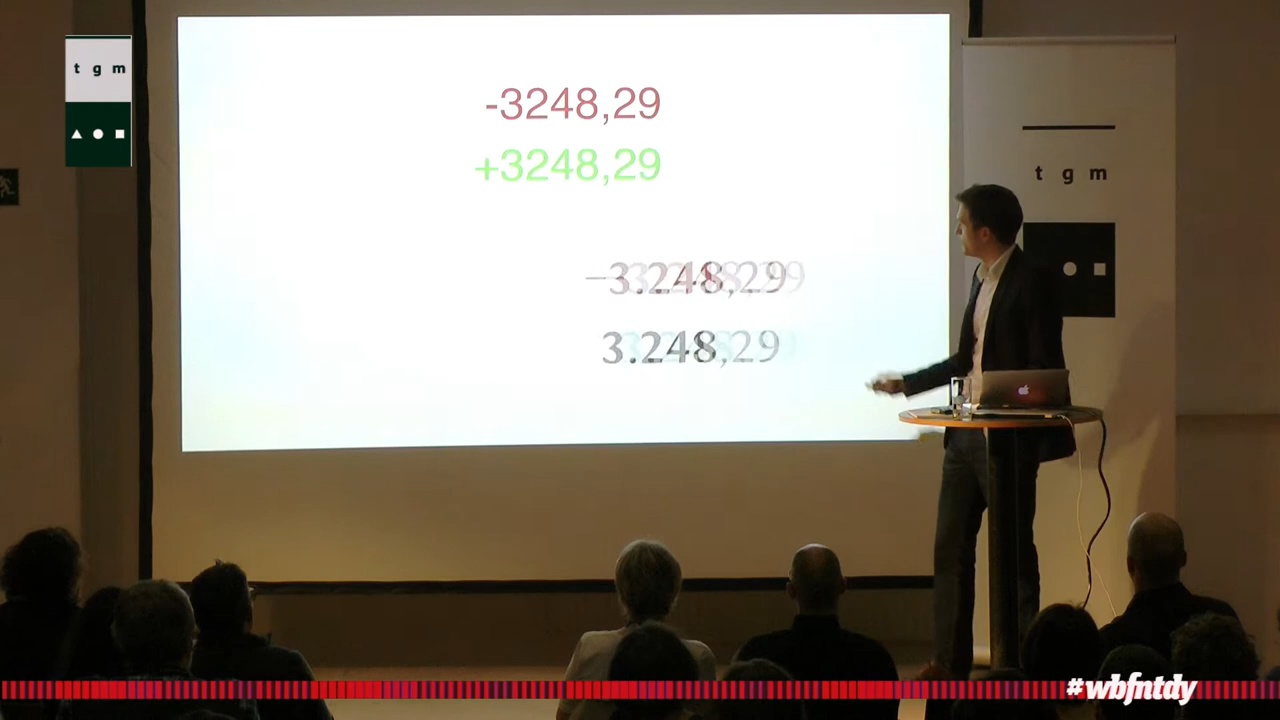 t g m
-3248,29
+3248,29
−3.248,29
3.248,29
t g m
#wbfntdy